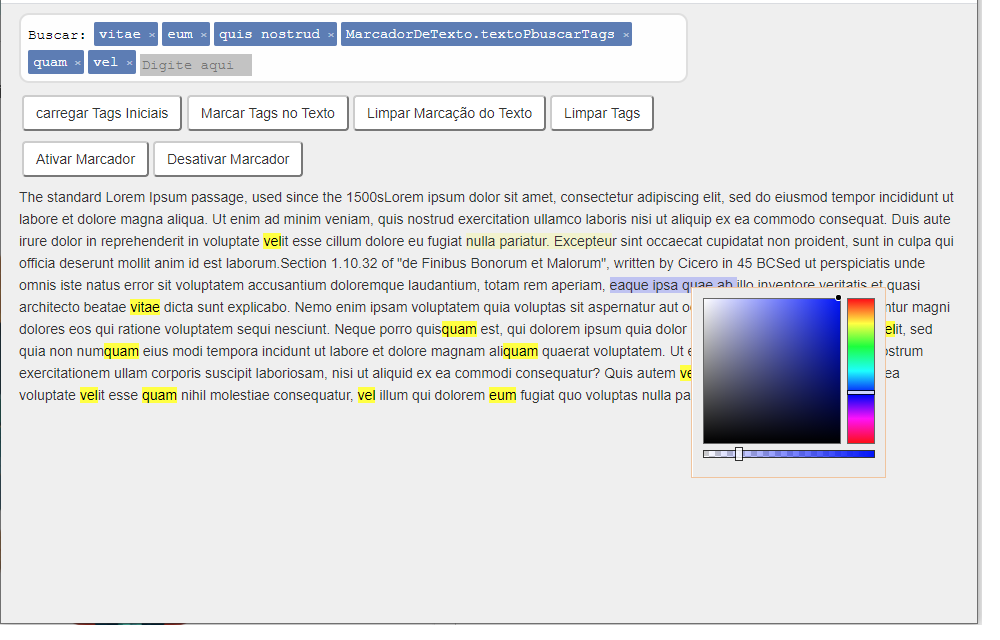 Buscar: vitae × eum × quis nostrud × MarcadorDeTexto.textoPbuscarTags ×
quam × vel × Digite aqui
carregar Tags Iniciais Marcar Tags no Texto Limpar Marcação do Texto Limpar Tags
Ativar Marcador Desativar Marcador
The standard Lorem Ipsum passage, used since the 1500sLorem ipsum dolor sit amet, consectetur adipiscing elit, sed do eiusmod tempor incididunt ut
labore et dolore magna aliqua. Ut enim ad minim veniam, quis nostrud exercitation ullamco laboris nisi ut aliquip ex ea commodo consequat. Duis aute
irure dolor in reprehenderit in voluptate velit esse cillum dolore eu fugiat nulla pariatur. Excepteur sint occaecat cupidatat non proident, sunt in culpa qui
officia deserunt mollit anim id est laborum.Section 1.10.32 of "de Finibus Bonorum et Malorum", written by Cicero in 45 BCSed ut perspiciatis unde
omnis iste natus error sit voluptatem accusantium doloremque laudantium, totam rem aperiam, eaque ipsa quae ab illo inventore veritatis et quasi
architecto beatae vitae dicta sunt explicabo. Nemo enim ipsam voluptatem quia voluptas sit aspernatur aut magni
dolores eos qui ratione voluptatem sequi nesciunt. Neque porro quisquam est, qui dolorem ipsum quia dolor elit, sed
quia non numquam eius modi tempora incidunt ut labore et dolore magnam aliquam quaerat voluptatem. Ut strum
exercitationem ullam corporis suscipit laboriosam, nisi ut aliquid ex ea commodi consequatur? Quis autem ea
voluptate velit esse quam nihil molestiae consequatur, vel illum qui dolorem eum fugiat quo voluptas nulla pa